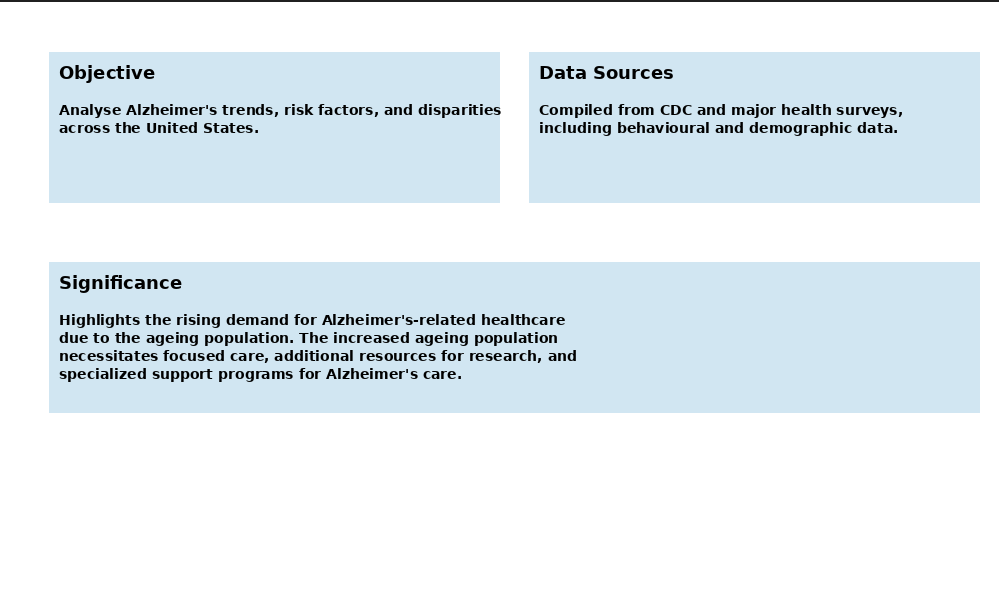 Objective
Analyse Alzheimer's trends, risk factors, and disparities
across the United States.
Data Sources
Compiled from CDC and major health surveys,
including behavioural and demographic data.
Significance
Highlights the rising demand for Alzheimer's-related healthcare
due to the ageing population. The increased ageing population
necessitates focused care, additional resources for research, and
specialized support programs for Alzheimer's care.